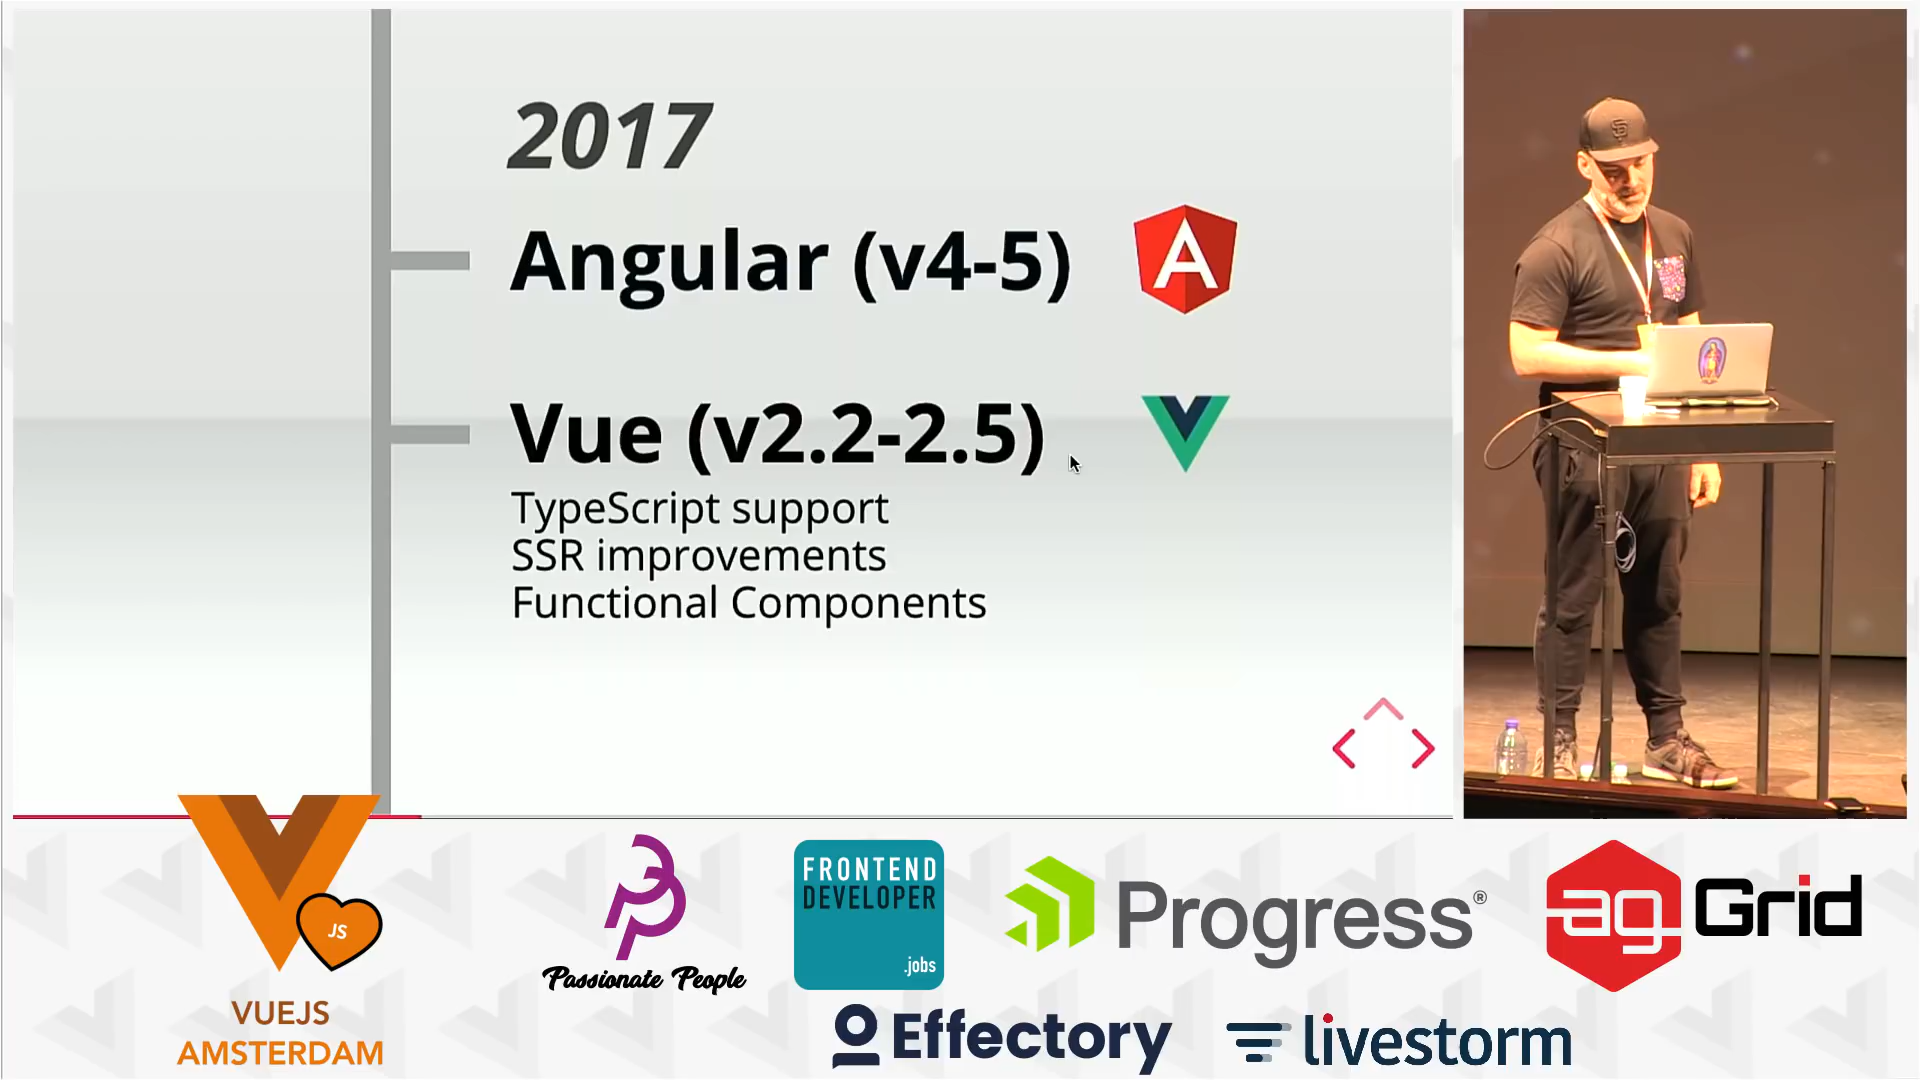 2017
Angular (v4-5)
A
Vue (v2.2-2.5)
TypeScript support
SSR improvements
Functional Components
SF
JS
VUEJS
AMSTERDAM
Passionate People
FRONTEND
DEVELOPER
.jobs
Progress®
ag Grid
Effectory
livestorm